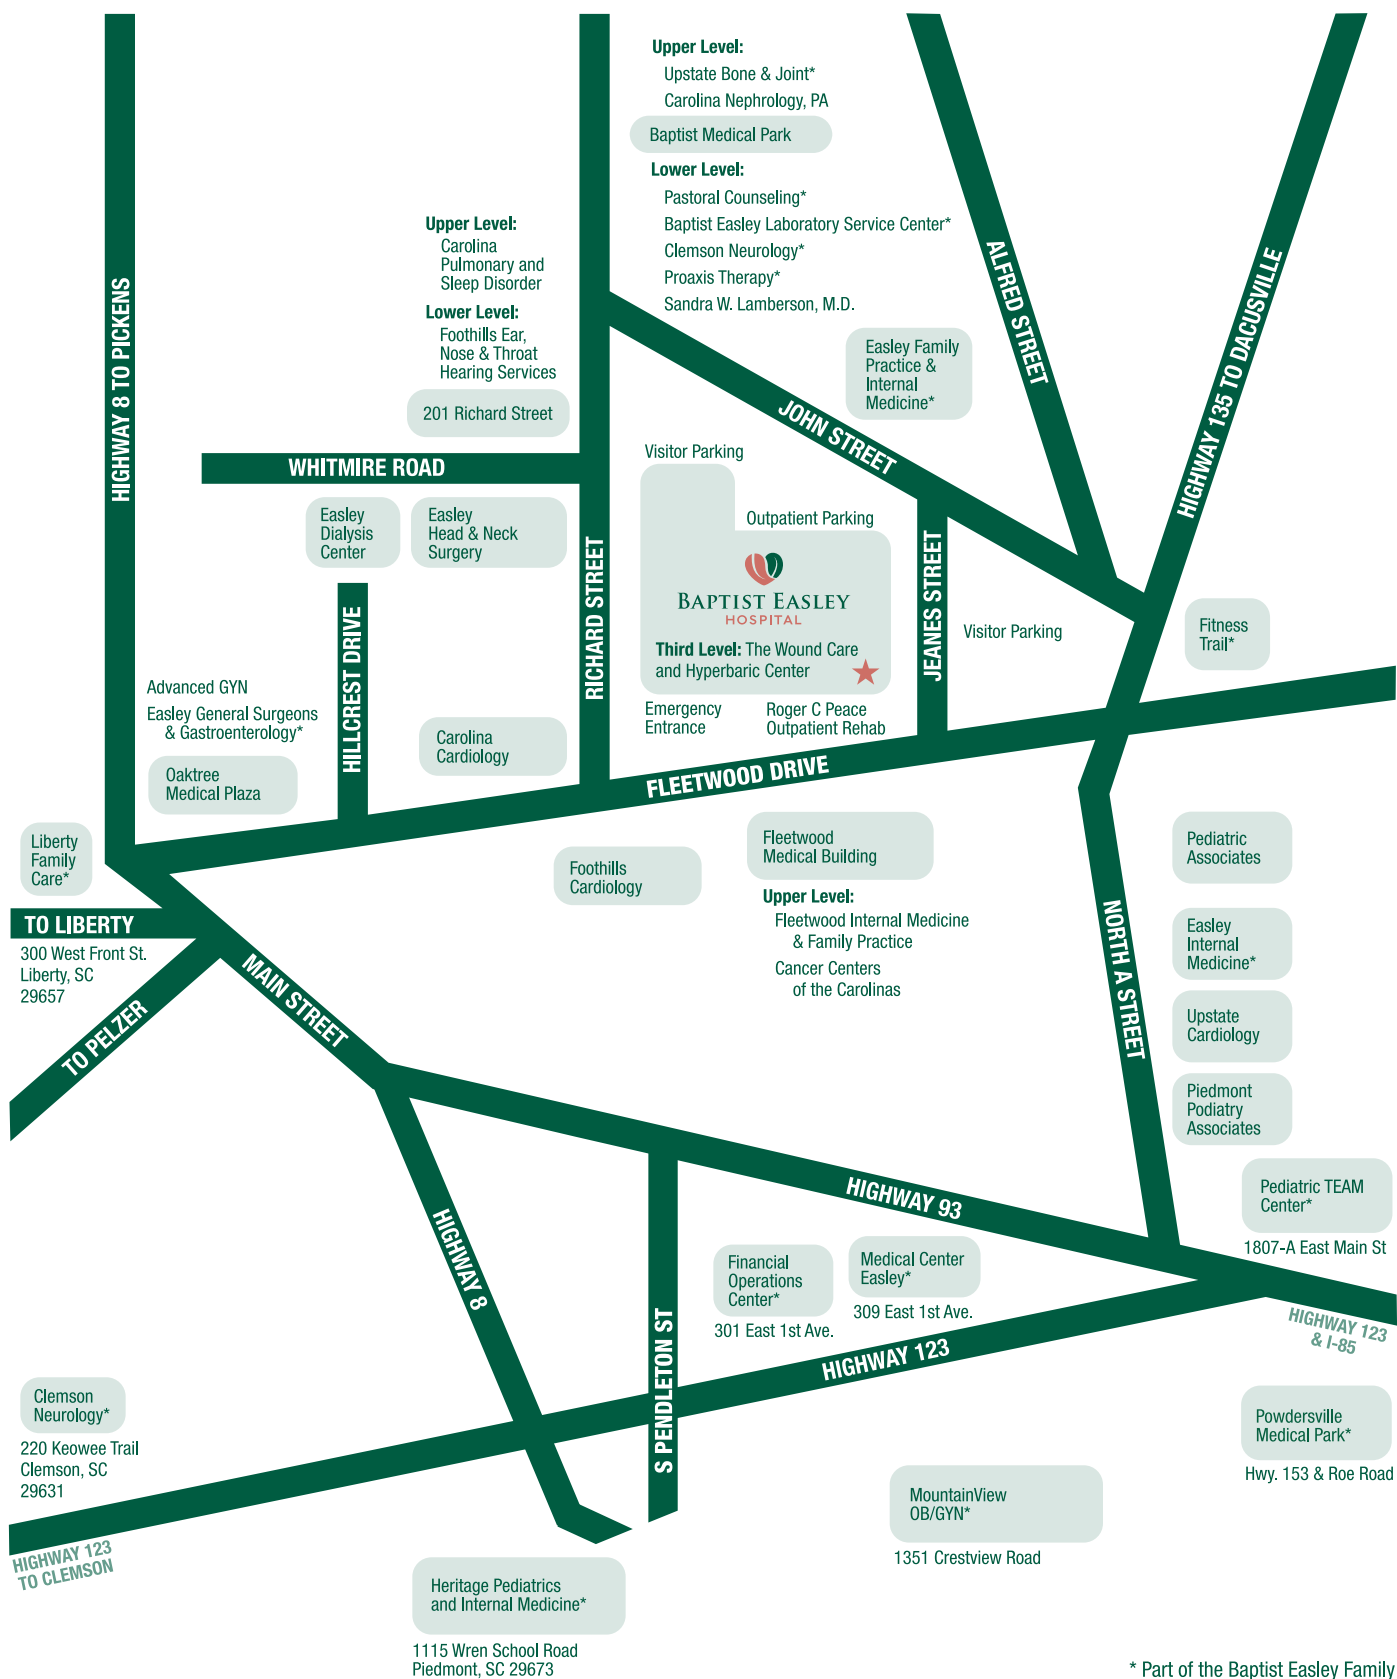 Upper Level:
Upstate Bone & Joint*
Carolina Nephrology, PA
Baptist Medical Park
Lower Level:
Pastoral Counseling*
Baptist Easley Laboratory Service Center*
Clemson Neurology*
Proaxis Therapy*
Sandra W. Lamberson, M.D.
Upper Level:
Carolina
Pulmonary and
Sleep Disorder
Lower Level:
Foothills Ear,
Nose & Throat
Hearing Services
201 Richard Street
HIGHWAY 8 TO PICKENS
ALFRED STREET
HIGHWAY 135 TO DACUSVILLE
Easley Family
Practice &
Internal
Medicine*
JOHN STREET
WHITMIRE ROAD
Visitor Parking
Easley
Dialysis
Center
Easley
Head & Neck
Surgery
RICHARD STREET
Outpatient Parking
BAPTIST EASLEY
HOSPITAL
Third Level: The Wound Care
and Hyperbaric Center
JEANES STREET
Visitor Parking
Fitness
Trail*
HILLCREST DRIVE
Advanced GYN
Easley General Surgeons
& Gastroenterology*
Oaktree
Medical Plaza
Carolina
Cardiology
Emergency
Entrance
Roger C Peace
Outpatient Rehab
FLEETWOOD DRIVE
Liberty
Family
Care*
TO LIBERTY
300 West Front St.
Liberty, SC
29657
Foothills
Cardiology
Fleetwood
Medical Building
Upper Level:
Fleetwood Internal Medicine
& Family Practice
Cancer Centers
of the Carolinas
Pediatric
Associates
Easley
Internal
Medicine*
Upstate
Cardiology
Piedmont
Podiatry
Associates
NORTH A STREET
MAIN STREET
TO PELZER
Pediatric TEAM
Center*
1807-A East Main St
HIGHWAY 93
HIGHWAY 8
Financial
Operations
Center*
301 East 1st Ave.
Medical Center
Easley*
309 East 1st Ave.
HIGHWAY 123
& I-85
HIGHWAY 123
S PENDLETON ST
Clemson
Neurology*
220 Keowee Trail
Clemson, SC
29631
Powdersville
Medical Park*
Hwy. 153 & Roe Road
MountainView
OB/GYN*
1351 Crestview Road
HIGHWAY 123
TO CLEMSON
Heritage Pediatrics
and Internal Medicine*
1115 Wren School Road
Piedmont, SC 29673
* Part of the Baptist Easley Family